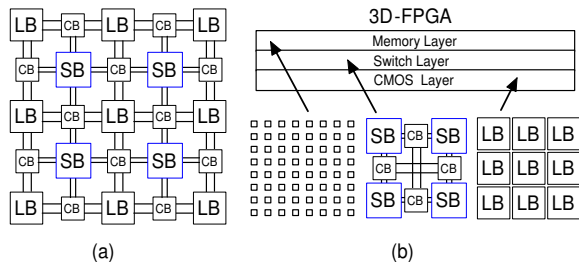 LB CB LB CB LB
CB SB CB SB CB
LB CB LB CB LB
CB SB CB SB CB
LB CB LB CB LB
(a)
3D-FPGA
Memory Layer
Switch Layer
CMOS Layer
SB CB SB
CB CB
SB CB SB
LB LB LB
LB LB LB
LB LB LB
(b)